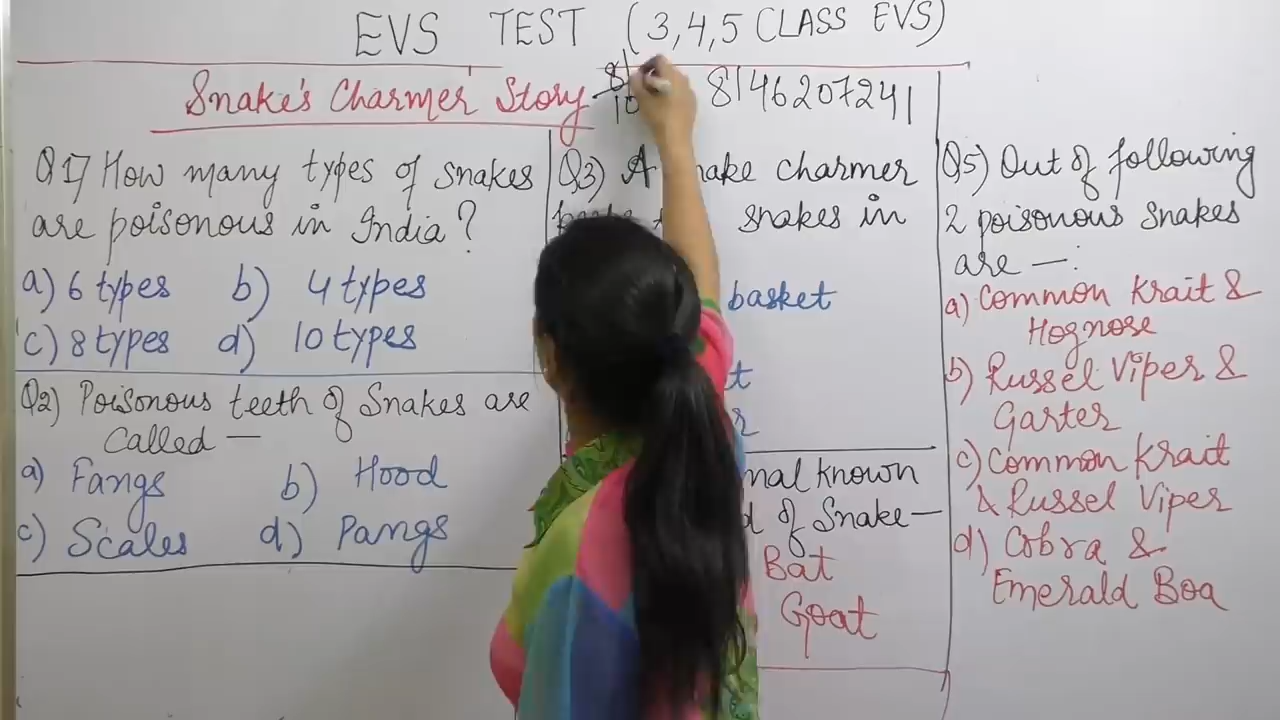 EVS TEST (3,4,5 CLASS EVS)
Snake's Charmer Story 8/10 8146207241
Q1) How many types of snakes
are poisonous in India?
a) 6 types b) 4 types
c) 8 types d) 10 types
Q2) Poisonous teeth of Snakes are
Called —
a) Fangs b) Hood
c) Scales d) Pangs
Q3) A charmer
snakes in
basket
known
of Snake —
Bat
Goat
Q5) Out of following
2 poisonous Snakes
are —:
a) Common Krait &
Hognose
b) Russel Viper &
Garter
c) Common Krait
& Russel Viper
d) Cobra &
Emerald Boa